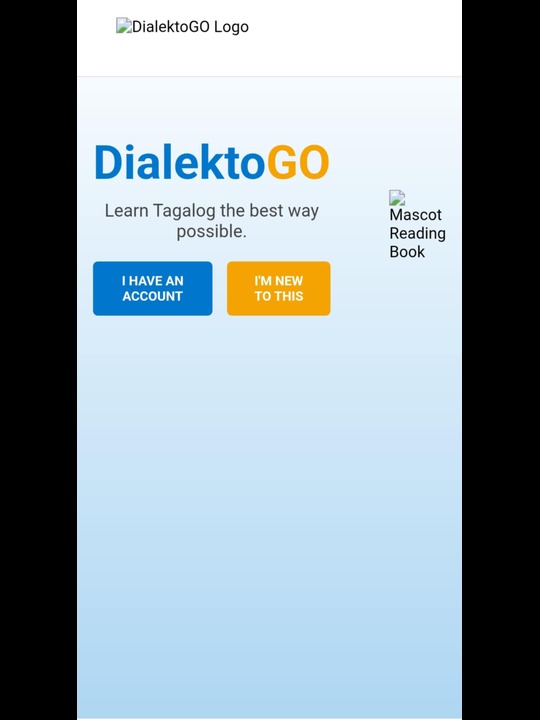 DialektoGO Logo
DialektoGO
Learn Tagalog the best way
possible.
I HAVE AN
ACCOUNT
I'M NEW
TO THIS
Mascot
Reading
Book